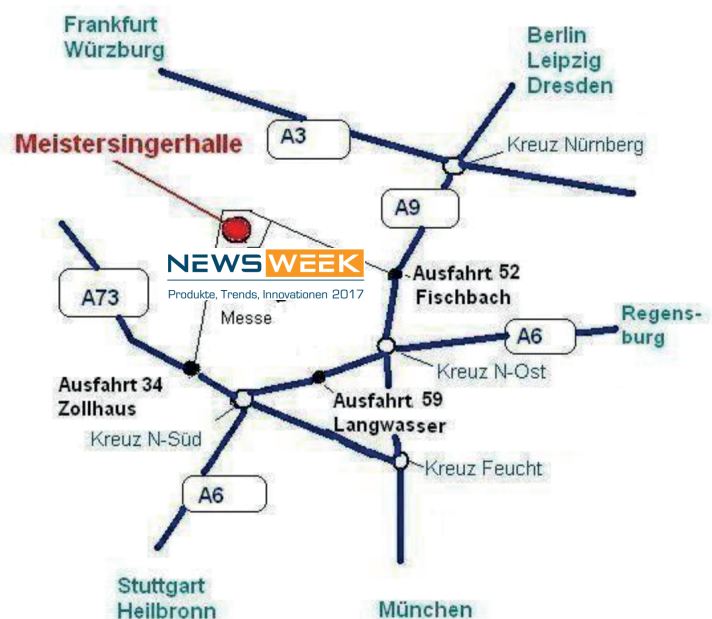 Frankfurt
Würzburg
Berlin
Leipzig
Dresden
Meistersingerhalle
A3
Kreuz Nürnberg
A9
NEWSWEEK
Produkte, Trends, Innovationen 2017
Messe
Ausfahrt 52
Fischbach
A73
Regens-
burg
A6
Kreuz N-Ost
Ausfahrt 34
Zollhaus
Ausfahrt 59
Langwasser
Kreuz N-Süd
Kreuz Feucht
A6
Stuttgart
Heilbronn
München